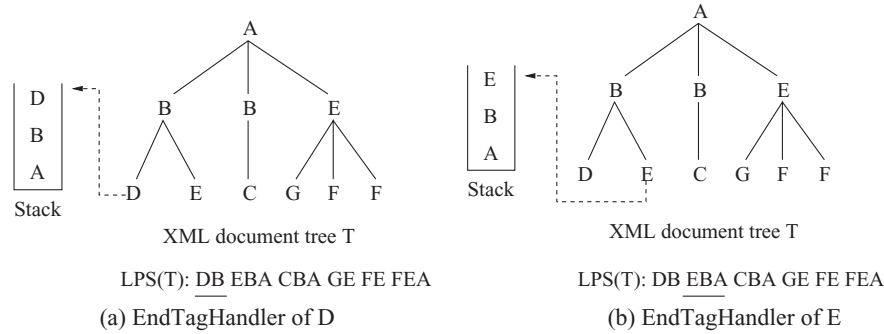 A
D
B
A
Stack
B
B
E
D
E
C
G
F
F
XML document tree T
LPS(T): DB EBA CBA GE FE FEA
(a) EndTagHandler of D
A
E
B
A
Stack
B
B
E
D
E
C
G
F
F
XML document tree T
LPS(T): DB EBA CBA GE FE FEA
(b) EndTagHandler of E